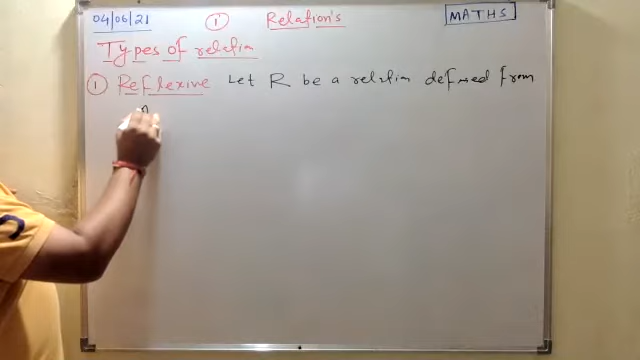 04/06/21 ① Relation's MATHS
Types of relation
① Reflexive Let R be a relation defined from
A